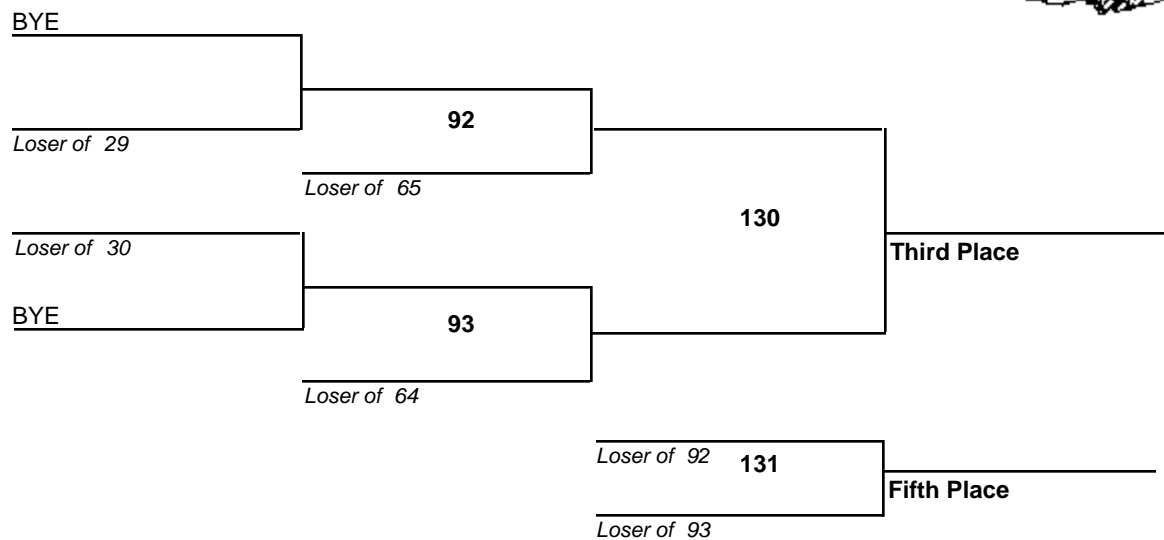 BYE
92
Loser of 29
Loser of 65
130
Loser of 30
Third Place
BYE
93
Loser of 64
Loser of 92
131
Fifth Place
Loser of 93